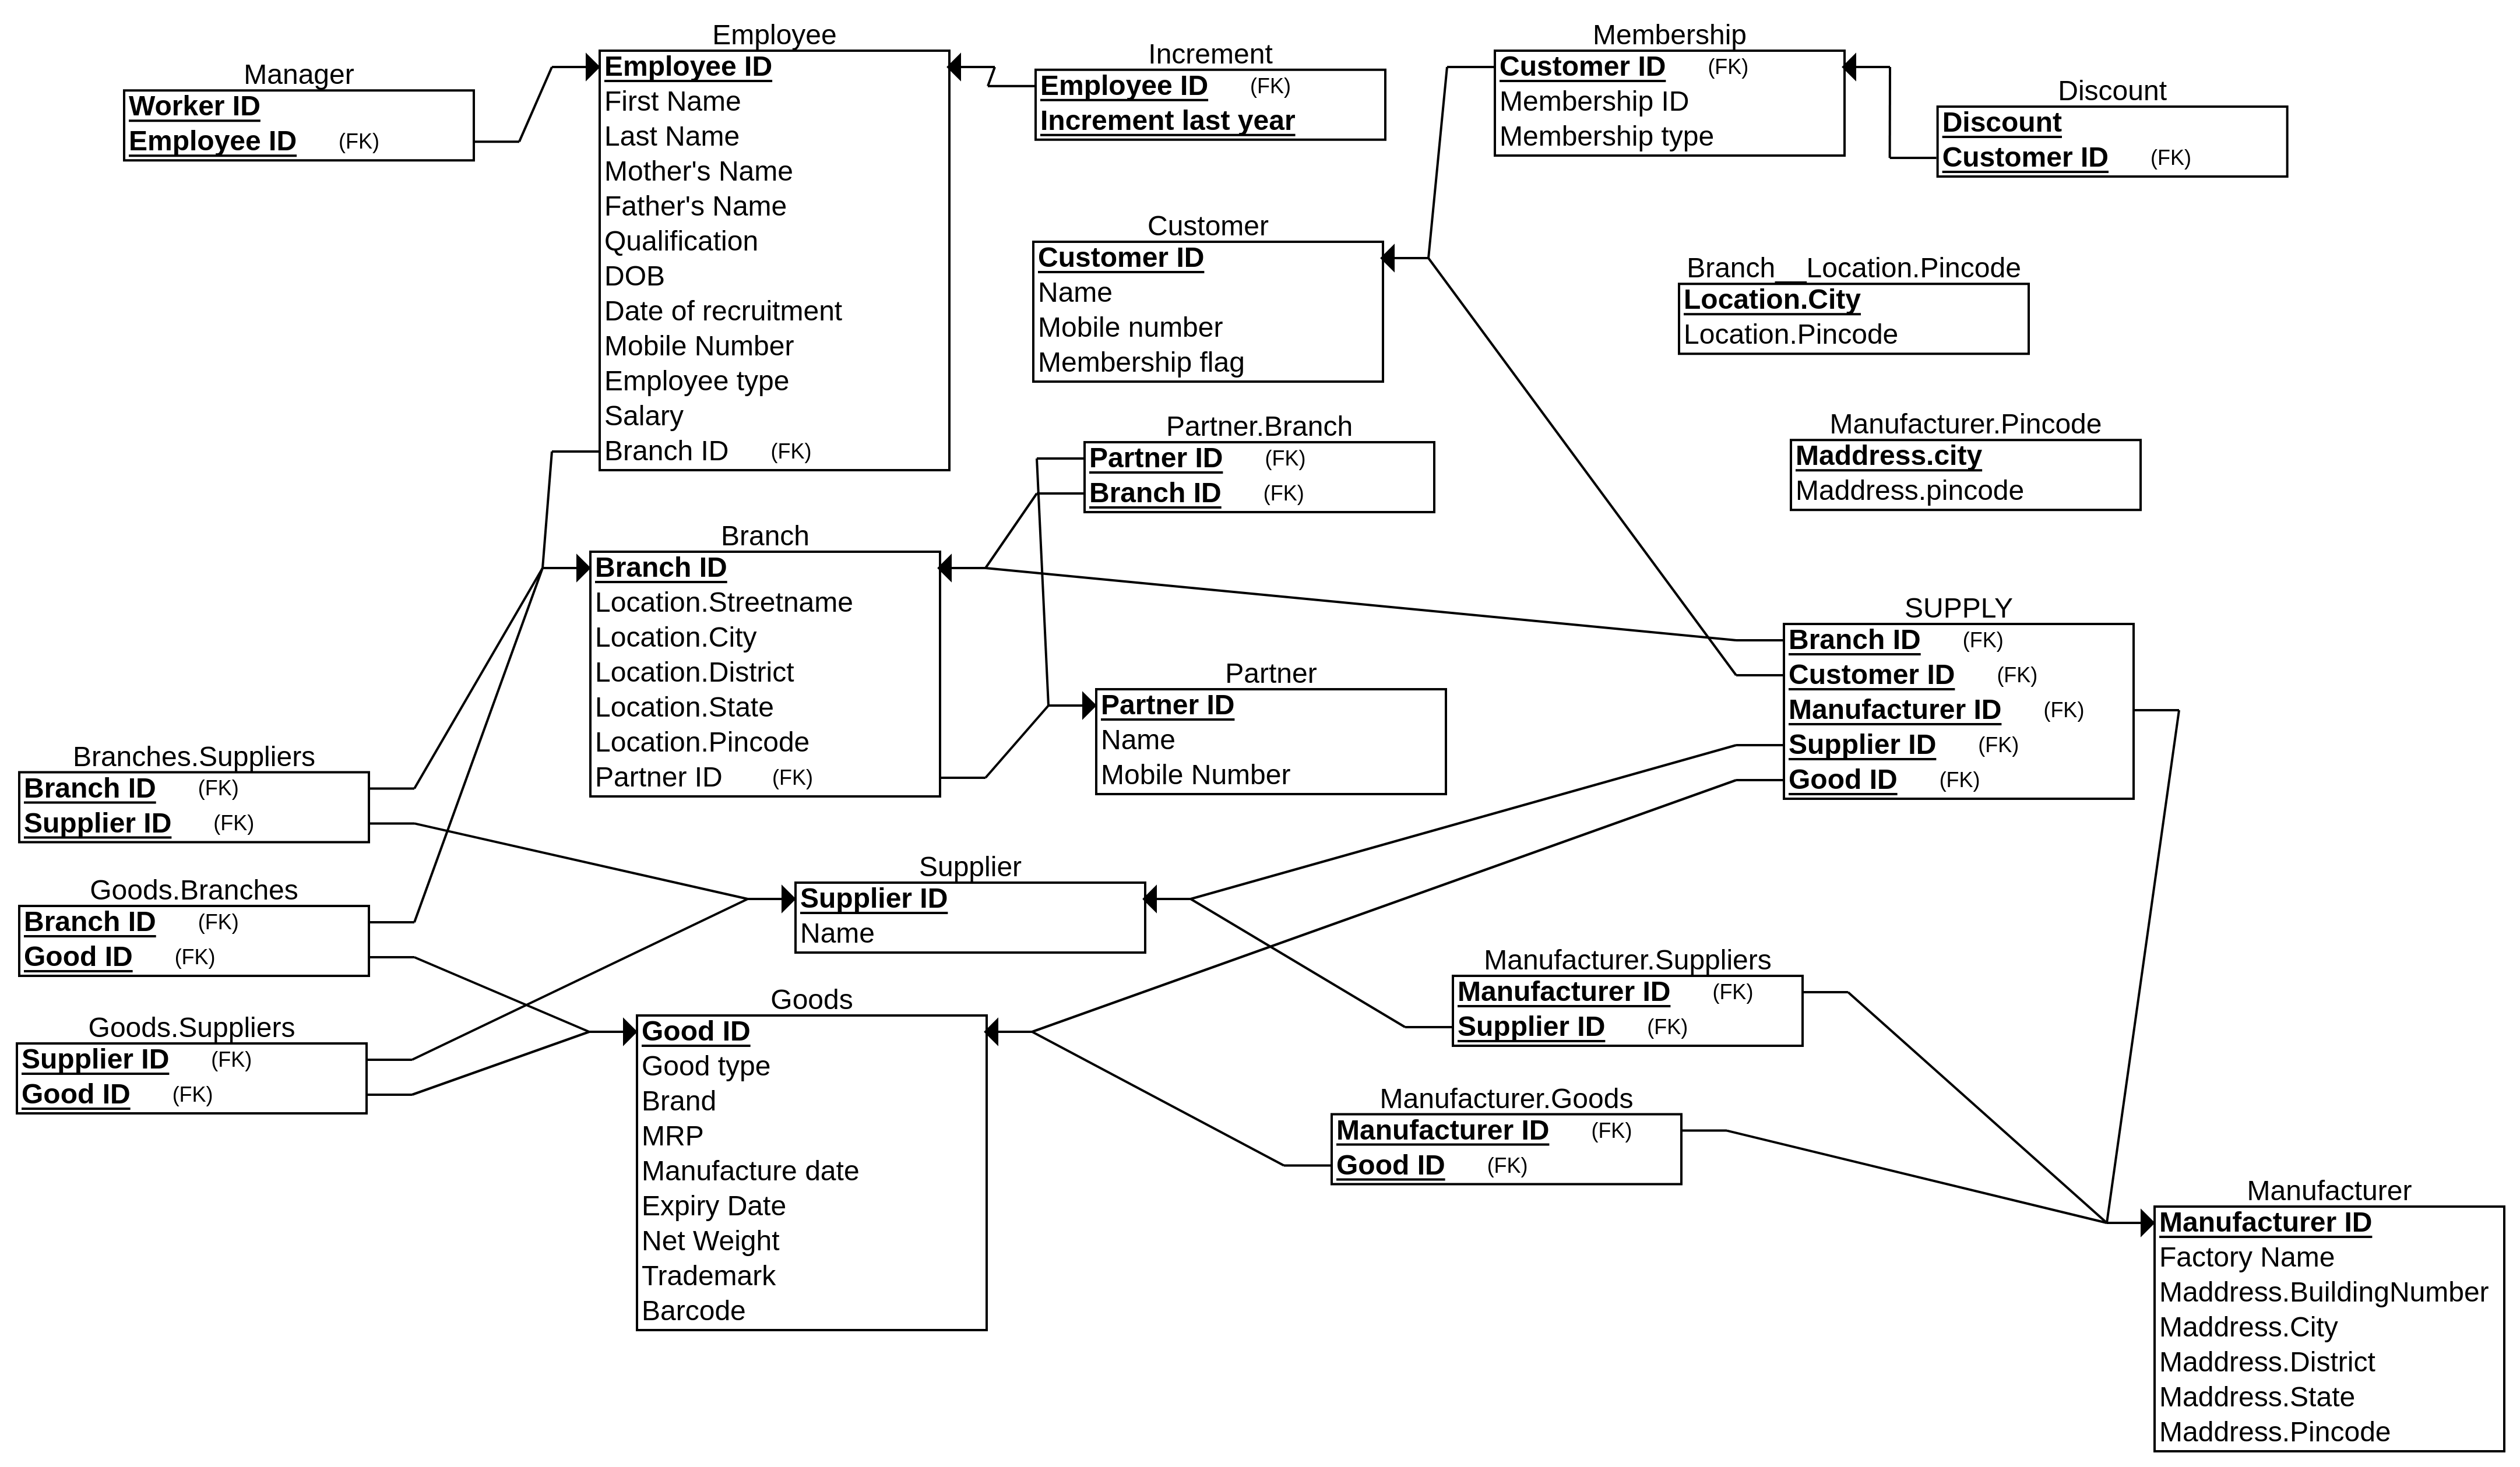 Manager
Worker ID
Employee ID (FK)
Employee
Employee ID
First Name
Last Name
Mother's Name
Father's Name
Qualification
DOB
Date of recruitment
Mobile Number
Employee type
Salary
Branch ID (FK)
Increment
Employee ID (FK)
Increment last year
Membership
Customer ID (FK)
Membership ID
Membership type
Discount
Discount
Customer ID (FK)
Customer
Customer ID
Name
Mobile number
Membership flag
Branch__Location.Pincode
Location.City
Location.Pincode
Partner.Branch
Partner ID (FK)
Branch ID (FK)
Manufacturer.Pincode
Maddress.city
Maddress.pincode
Branch
Branch ID
Location.Streetname
Location.City
Location.District
Location.State
Location.Pincode
Partner ID (FK)
Partner
Partner ID
Name
Mobile Number
SUPPLY
Branch ID (FK)
Customer ID (FK)
Manufacturer ID (FK)
Supplier ID (FK)
Good ID (FK)
Branches.Suppliers
Branch ID (FK)
Supplier ID (FK)
Goods.Branches
Branch ID (FK)
Good ID (FK)
Goods.Suppliers
Supplier ID (FK)
Good ID (FK)
Supplier
Supplier ID
Name
Goods
Good ID
Good type
Brand
MRP
Manufacture date
Expiry Date
Net Weight
Trademark
Barcode
Manufacturer.Suppliers
Manufacturer ID (FK)
Supplier ID (FK)
Manufacturer.Goods
Manufacturer ID (FK)
Good ID (FK)
Manufacturer
Manufacturer ID
Factory Name
Maddress.BuildingNumber
Maddress.City
Maddress.District
Maddress.State
Maddress.Pincode